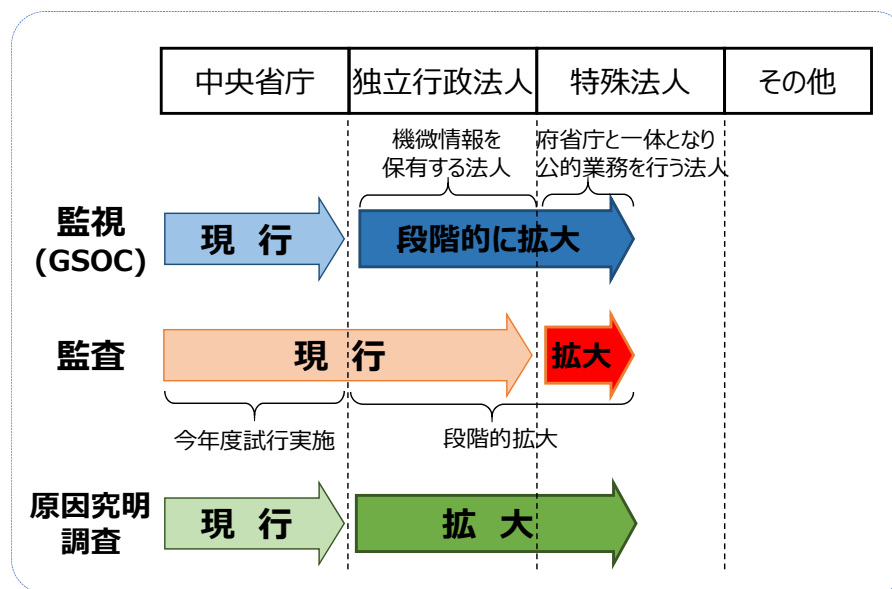 中央省庁 独立行政法人 特殊法人 その他
機微情報を
保有する法人
府省庁と一体となり
公的業務を行う法人
監視
(GSOC)
現 行
段階的に拡大
監査
現 行
拡大
今年度試行実施
段階的拡大
原因究明
調査
現 行
拡 大